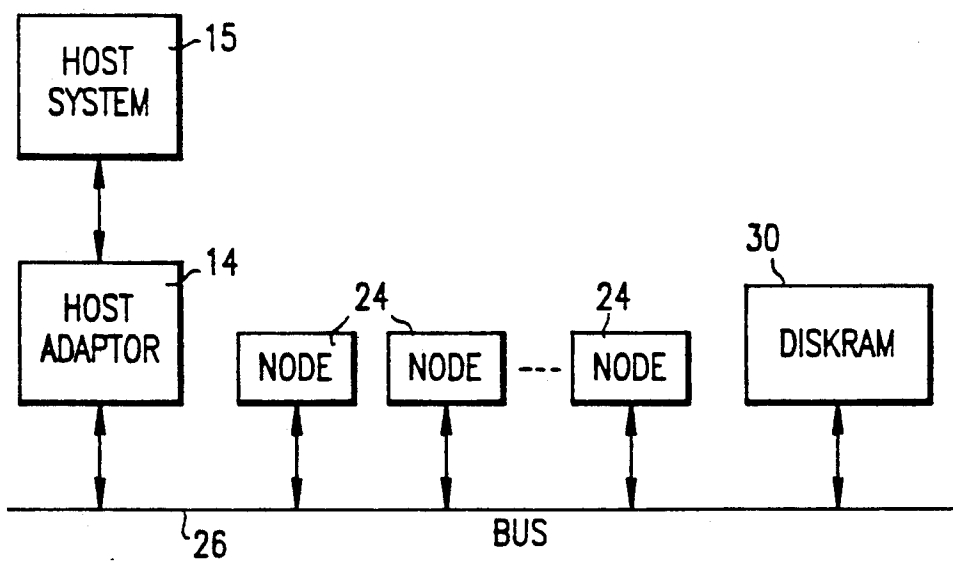 15
HOST
SYSTEM
14
HOST
ADAPTOR
24
24
30
NODE
NODE
NODE
DISKRAM
26
BUS